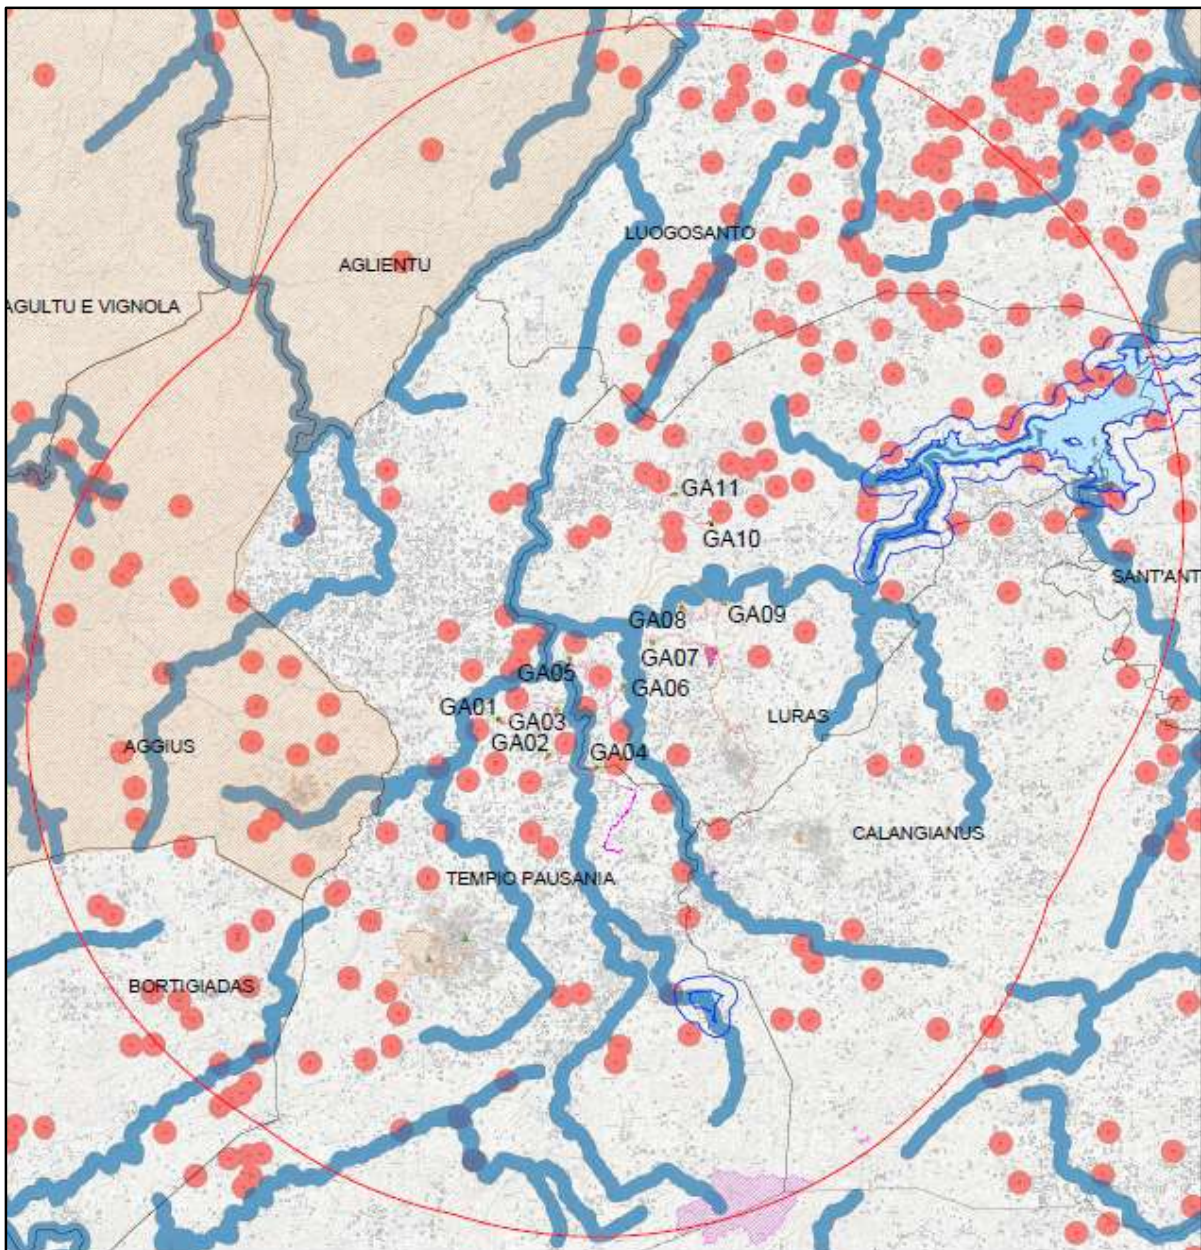 LUOGOSANTO
AGLIENTU
AGULTU E VIGNOLA
GA11
GA10
SANT'ANT
GA09
GA08
GA07
GA05
GA06
GA01
GA03
LURAS
GA02
AGGIUS
GA04
CALANGIANUS
TEMPIO PAUSANIA
BORTIGIADAS